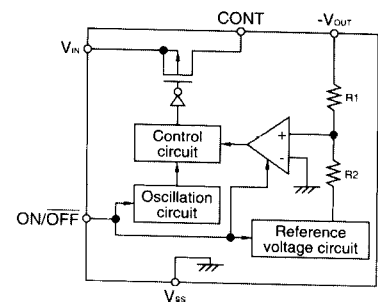 CONT
-VOUT
VIN
R1
Control
circuit
+
-
R2
Oscillation
circuit
ON/OFF
Reference
voltage circuit
VSS